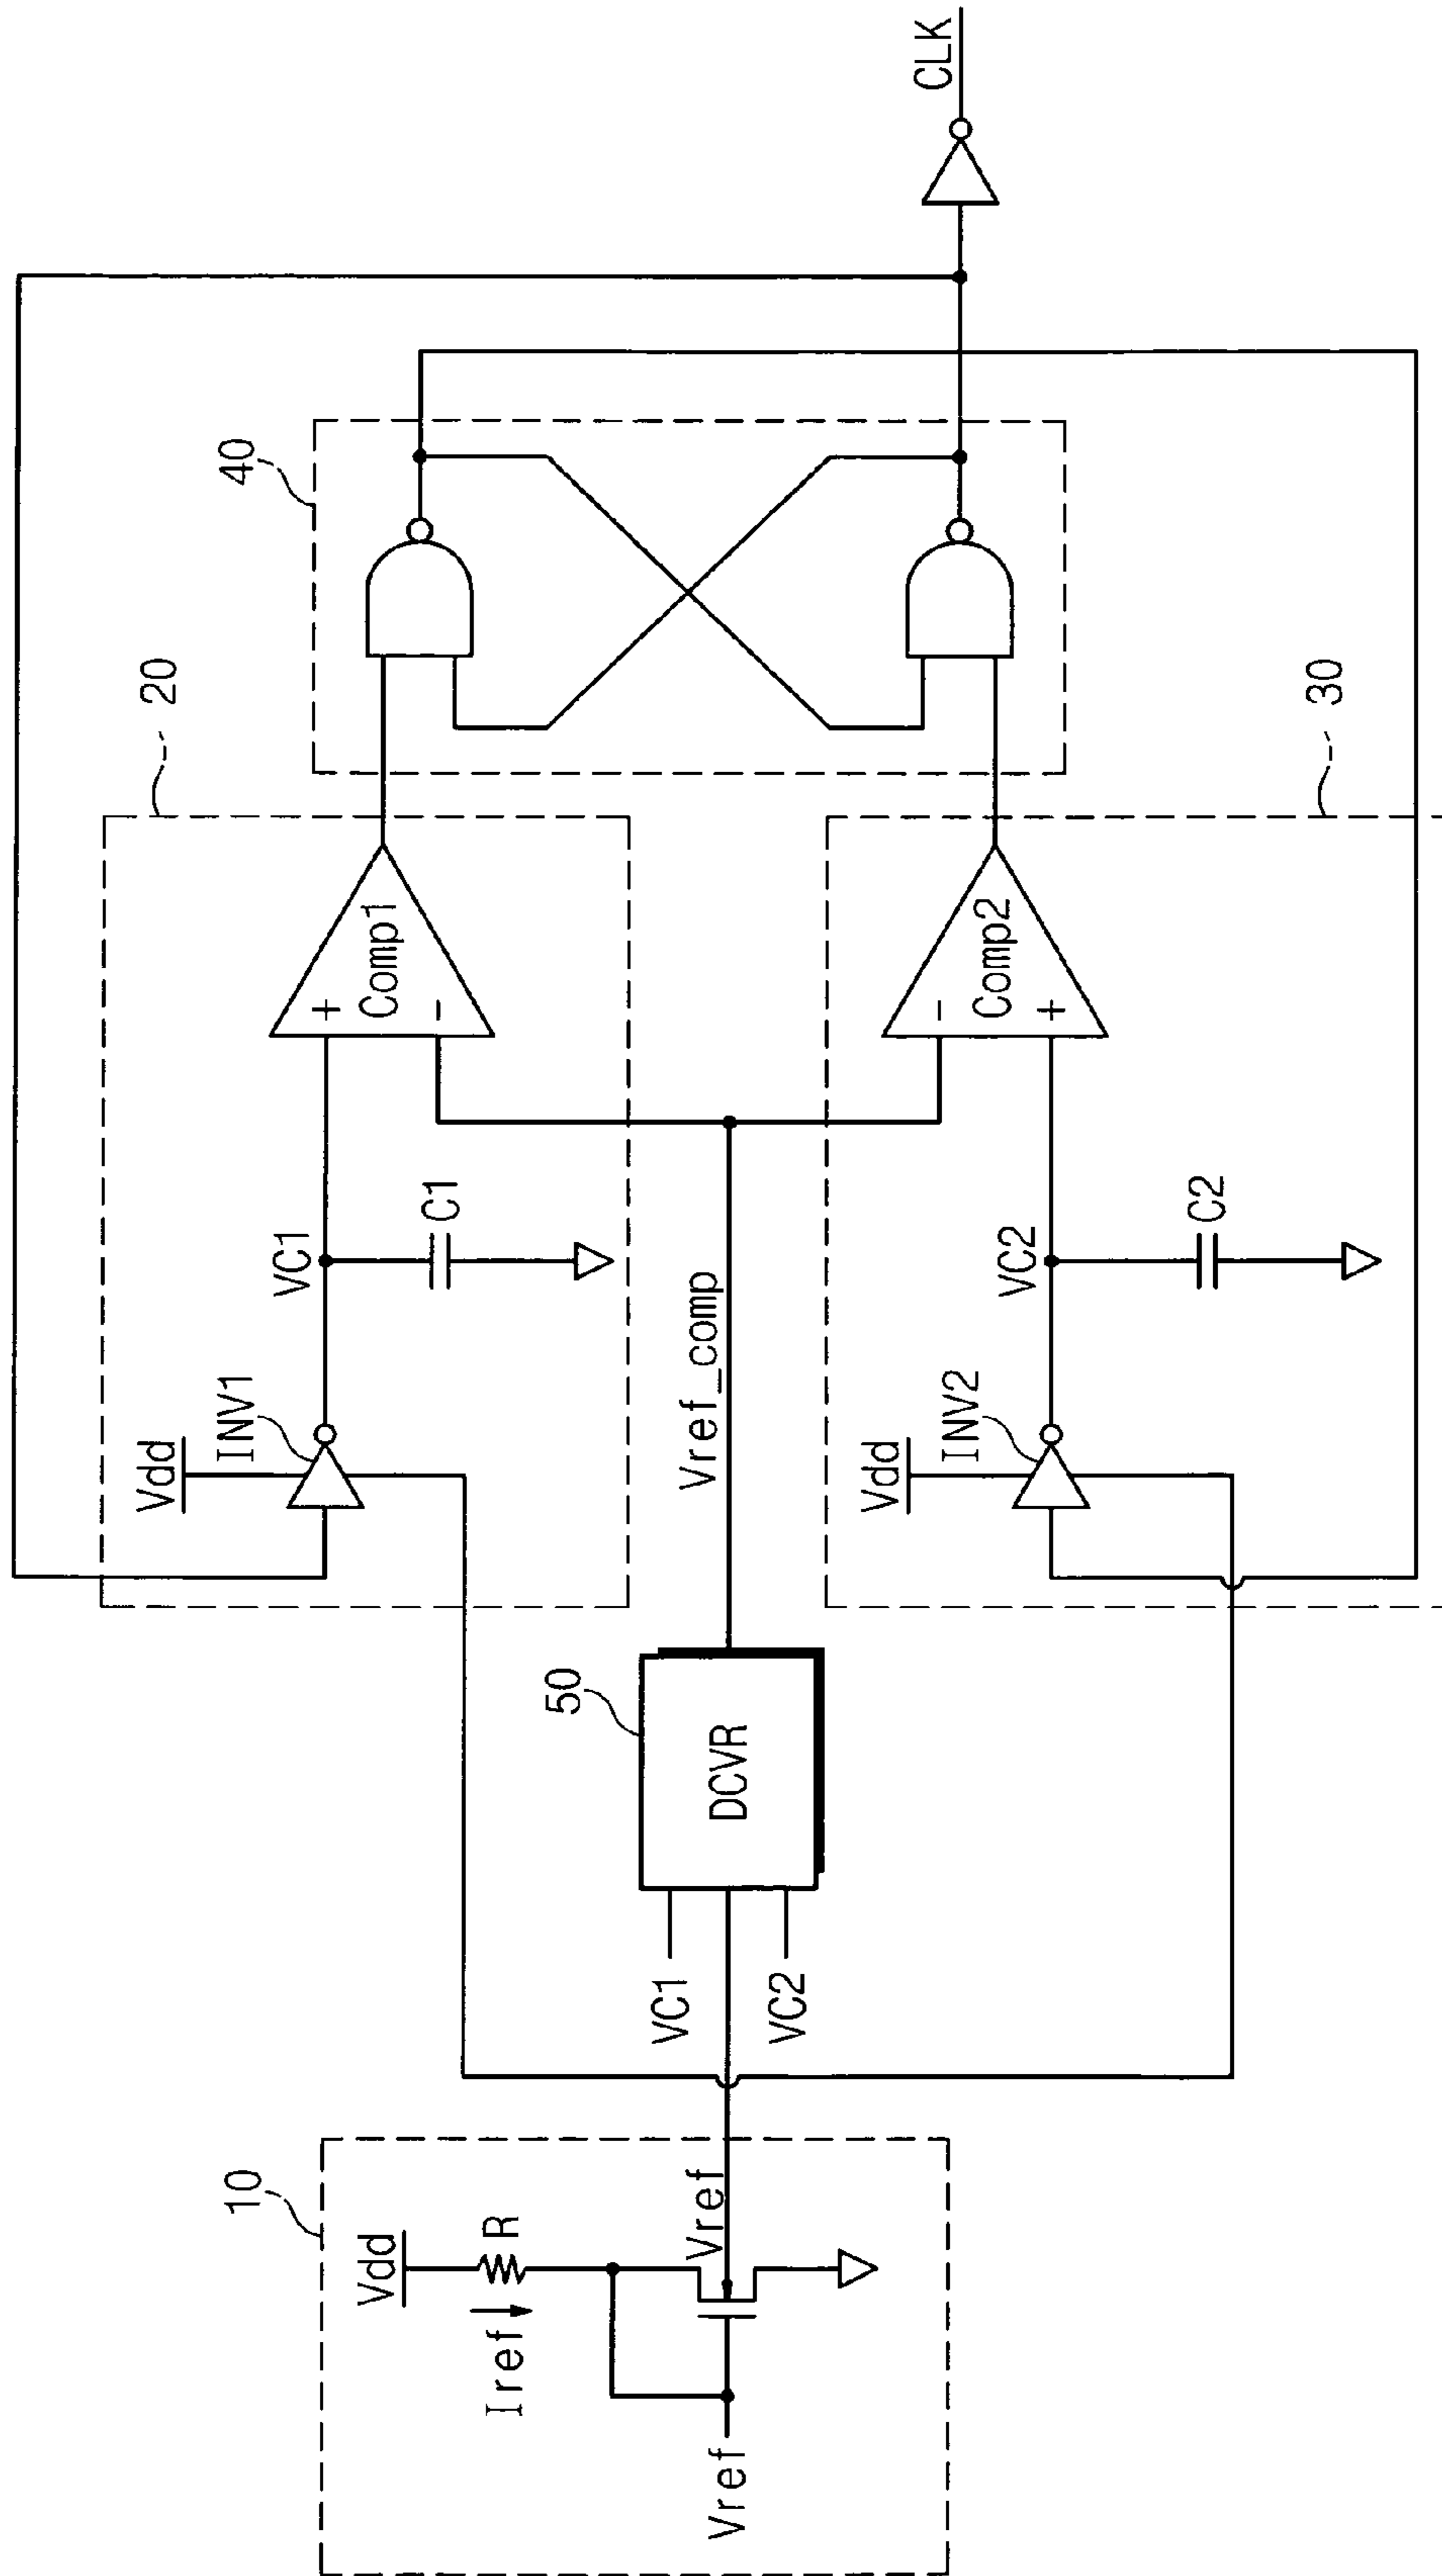 10
Vdd
R
Iref
Vref
Vref
VC1
VC2
50
DCVR
Vref_comp
20
Vdd
INV1
VC1
C1
+
Comp1
-
30
Vdd
INV2
VC2
C2
-
Comp2
+
40
CLK